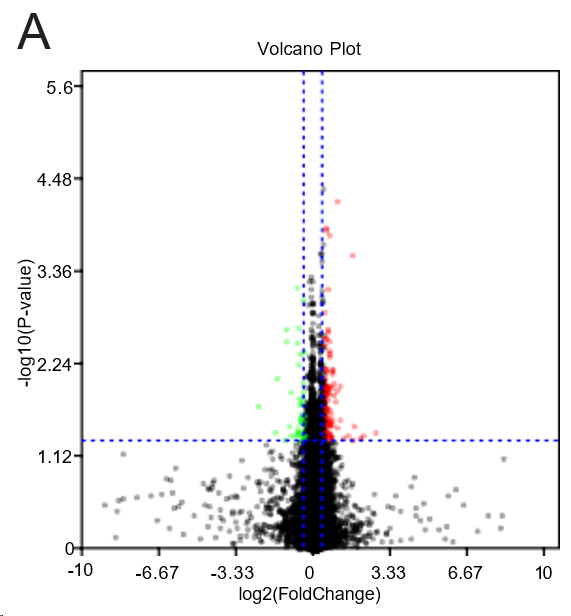 A
Volcano Plot
5.6
4.48
3.36
2.24
1.12
0
-log10(P-value)
-10 -6.67 -3.33 0 3.33 6.67 10
log2(FoldChange)